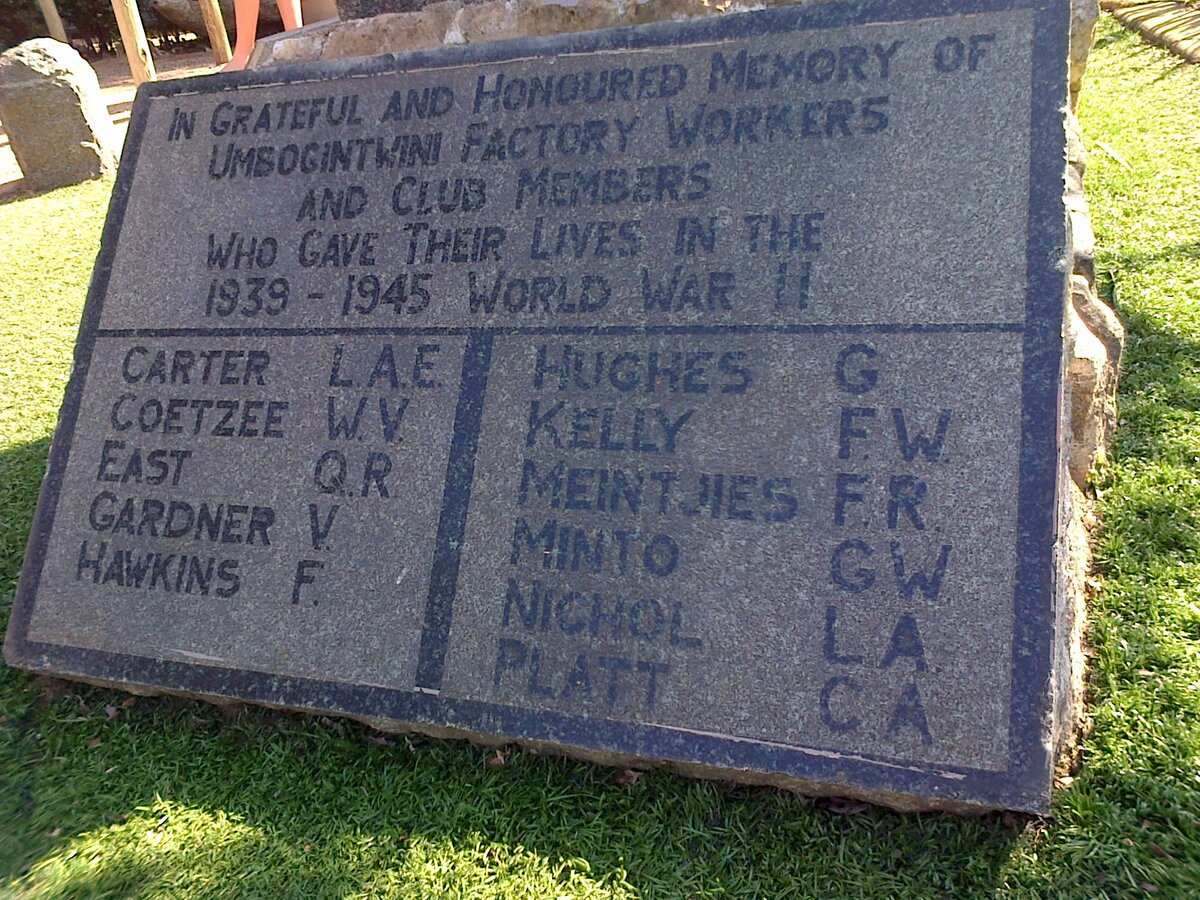 In Grateful and Honoured Memory of
Umbogintwini Factory Workers
and Club Members
Who Gave Their Lives in the
1939 - 1945 World War II
Carter L.A.E.
Coetzee W.V.
East Q.R.
Gardner V.
Hawkins F.
Hughes G
Kelly F.W.
Meintjies F.R.
Minto G W
Nichol L A
Platt C A